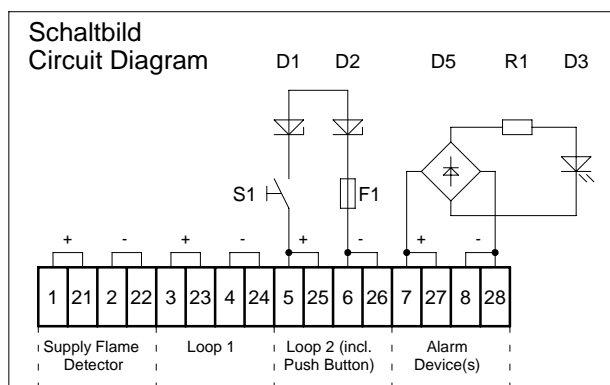 Schaltbild
Circuit Diagram
D1 D2 D5 R1 D3
S1 F1
+ - + - + - + -
1 21 2 22 3 23 4 24 5 25 6 26 7 27 8 28
Supply Flame Loop 1 Loop 2 (incl. Alarm
Detector Push Button) Device(s)